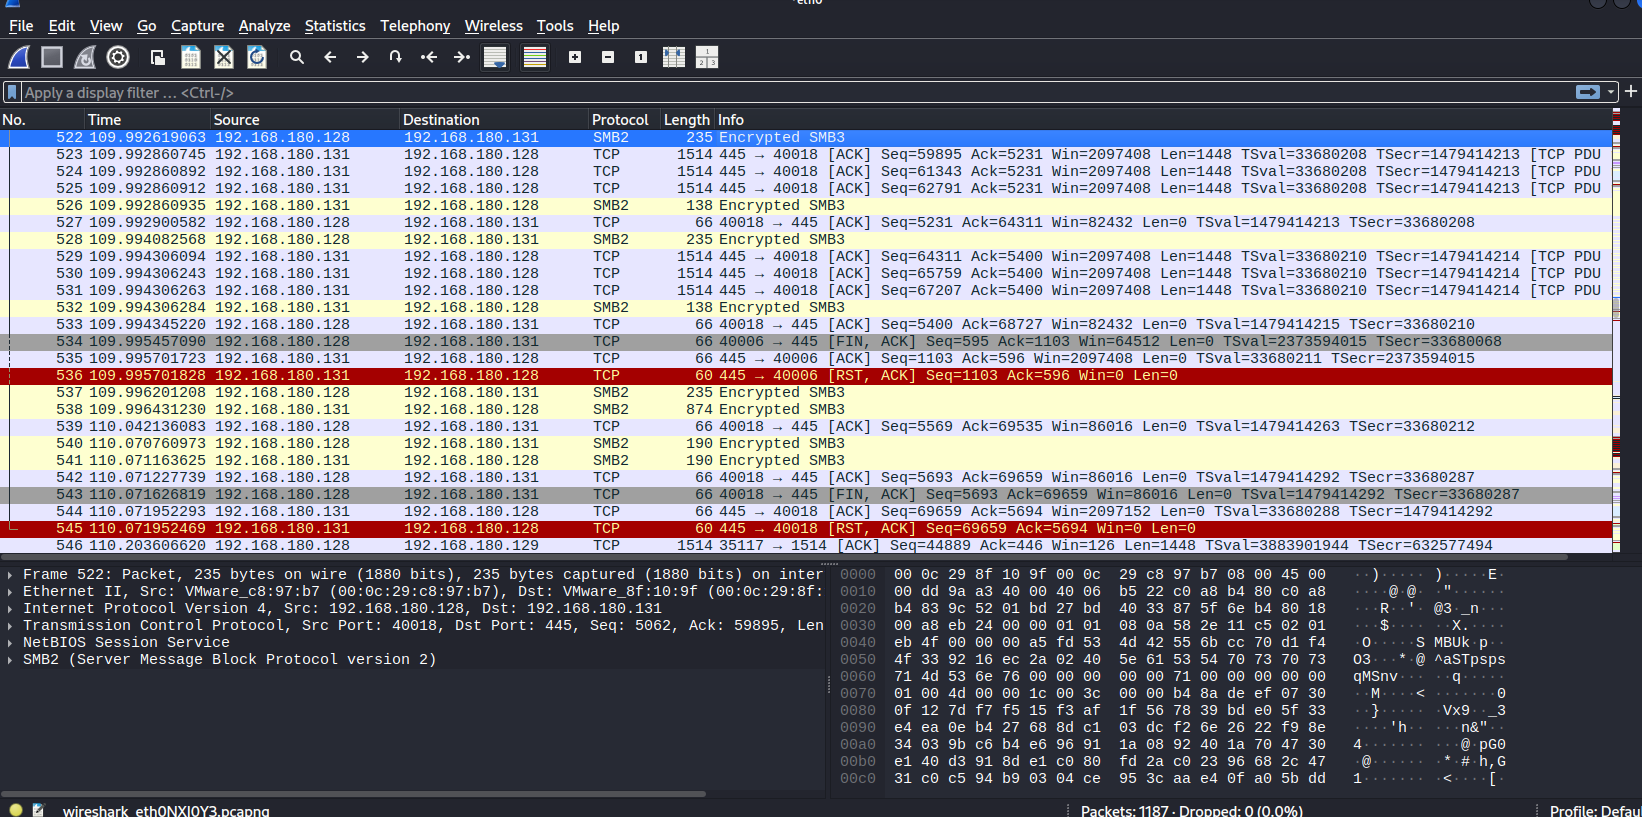 *eth0
File Edit View Go Capture Analyze Statistics Telephony Wireless Tools Help
Apply a display filter … <Ctrl-/>
No. Time Source Destination Protocol Length Info
522 109.992619063 192.168.180.128 192.168.180.131 SMB2 235 Encrypted SMB3
523 109.992860745 192.168.180.131 192.168.180.128 TCP 1514 445 → 40018 [ACK] Seq=59895 Ack=5231 Win=2097408 Len=1448 TSval=33680208 TSecr=1479414213 [TCP PDU
524 109.992860892 192.168.180.131 192.168.180.128 TCP 1514 445 → 40018 [ACK] Seq=61343 Ack=5231 Win=2097408 Len=1448 TSval=33680208 TSecr=1479414213 [TCP PDU
525 109.992860912 192.168.180.131 192.168.180.128 TCP 1514 445 → 40018 [ACK] Seq=62791 Ack=5231 Win=2097408 Len=1448 TSval=33680208 TSecr=1479414213 [TCP PDU
526 109.992860935 192.168.180.131 192.168.180.128 SMB2 138 Encrypted SMB3
527 109.992900582 192.168.180.128 192.168.180.131 TCP 66 40018 → 445 [ACK] Seq=5231 Ack=64311 Win=82432 Len=0 TSval=1479414213 TSecr=33680208
528 109.994082568 192.168.180.128 192.168.180.131 SMB2 235 Encrypted SMB3
529 109.994306094 192.168.180.131 192.168.180.128 TCP 1514 445 → 40018 [ACK] Seq=64311 Ack=5400 Win=2097408 Len=1448 TSval=33680210 TSecr=1479414214 [TCP PDU
530 109.994306243 192.168.180.131 192.168.180.128 TCP 1514 445 → 40018 [ACK] Seq=65759 Ack=5400 Win=2097408 Len=1448 TSval=33680210 TSecr=1479414214 [TCP PDU
531 109.994306263 192.168.180.131 192.168.180.128 TCP 1514 445 → 40018 [ACK] Seq=67207 Ack=5400 Win=2097408 Len=1448 TSval=33680210 TSecr=1479414214 [TCP PDU
532 109.994306284 192.168.180.131 192.168.180.128 SMB2 138 Encrypted SMB3
533 109.994345220 192.168.180.128 192.168.180.131 TCP 66 40018 → 445 [ACK] Seq=5400 Ack=68727 Win=82432 Len=0 TSval=1479414215 TSecr=33680210
534 109.995457090 192.168.180.128 192.168.180.131 TCP 66 40006 → 445 [FIN, ACK] Seq=595 Ack=1103 Win=64512 Len=0 TSval=2373594015 TSecr=33680068
535 109.995701723 192.168.180.131 192.168.180.128 TCP 66 445 → 40006 [ACK] Seq=1103 Ack=596 Win=2097408 Len=0 TSval=33680211 TSecr=2373594015
536 109.995701828 192.168.180.131 192.168.180.128 TCP 60 445 → 40006 [RST, ACK] Seq=1103 Ack=596 Win=0 Len=0
537 109.996201208 192.168.180.128 192.168.180.131 SMB2 235 Encrypted SMB3
538 109.996431230 192.168.180.131 192.168.180.128 SMB2 874 Encrypted SMB3
539 110.042136083 192.168.180.128 192.168.180.131 TCP 66 40018 → 445 [ACK] Seq=5569 Ack=69535 Win=86016 Len=0 TSval=1479414263 TSecr=33680212
540 110.070760973 192.168.180.128 192.168.180.131 SMB2 190 Encrypted SMB3
541 110.071163625 192.168.180.131 192.168.180.128 SMB2 190 Encrypted SMB3
542 110.071227739 192.168.180.128 192.168.180.131 TCP 66 40018 → 445 [ACK] Seq=5693 Ack=69659 Win=86016 Len=0 TSval=1479414292 TSecr=33680287
543 110.071626819 192.168.180.128 192.168.180.131 TCP 66 40018 → 445 [FIN, ACK] Seq=5693 Ack=69659 Win=86016 Len=0 TSval=1479414292 TSecr=33680287
544 110.071952293 192.168.180.131 192.168.180.128 TCP 66 445 → 40018 [ACK] Seq=69659 Ack=5694 Win=2097152 Len=0 TSval=33680288 TSecr=1479414292
545 110.071952469 192.168.180.131 192.168.180.128 TCP 60 445 → 40018 [RST, ACK] Seq=69659 Ack=5694 Win=0 Len=0
546 110.203606620 192.168.180.128 192.168.180.129 TCP 1514 35117 → 1514 [ACK] Seq=44889 Ack=446 Win=126 Len=1448 TSval=3883901944 TSecr=632577494
Frame 522: Packet, 235 bytes on wire (1880 bits), 235 bytes captured (1880 bits) on inter
Ethernet II, Src: VMware_c8:97:b7 (00:0c:29:c8:97:b7), Dst: VMware_8f:10:9f (00:0c:29:8f:
Internet Protocol Version 4, Src: 192.168.180.128, Dst: 192.168.180.131
Transmission Control Protocol, Src Port: 40018, Dst Port: 445, Seq: 5062, Ack: 59895, Len
NetBIOS Session Service
SMB2 (Server Message Block Protocol version 2)
0000 00 0c 29 8f 10 9f 00 0c 29 c8 97 b7 08 00 45 00 ··)····· )·····E·
0010 00 dd 9a a3 40 00 40 06 b5 22 c0 a8 b4 80 c0 a8 ····@·@· ·"······
0020 b4 83 9c 52 01 bd 27 bd 40 33 87 5f 6e b4 80 18 ···R··'· @3·_n···
0030 00 a8 eb 24 00 00 01 01 08 0a 58 2e 11 c5 02 01 ···$···· ··X.····
0040 eb 4f 00 00 00 a5 fd 53 4d 42 55 6b cc 70 d1 f4 ·O·····S MBUk·p··
0050 4f 33 92 16 ec 2a 02 40 5e 61 53 54 70 73 70 73 O3···*·@ ^aSTpsps
0060 71 4d 53 6e 76 00 00 00 00 00 71 00 00 00 00 00 qMSnv··· ··q·····
0070 01 00 4d 00 00 1c 00 3c 00 00 b4 8a de ef 07 30 ··M····< ·······0
0080 0f 12 7d f7 f5 15 f3 af 1f 56 78 39 bd e0 5f 33 ··}····· ·Vx9··_3
0090 e4 ea 0e b4 27 68 8d c1 03 dc f2 6e 26 22 f9 8e ····'h·· ···n&"··
00a0 34 03 9b c6 b4 e6 96 91 1a 08 92 40 1a 70 47 30 4······· ···@·pG0
00b0 e1 40 d3 91 8d e1 c0 80 fd 2a c0 23 96 68 2c 47 ·@······ ·*·#·h,G
00c0 31 c0 c5 94 b9 03 04 ce 95 3c aa e4 0f a0 5b dd 1······· ·<····[·
wireshark_eth0NXI0Y3.pcapng
Packets: 1187 · Dropped: 0 (0.0%)
Profile: Defau